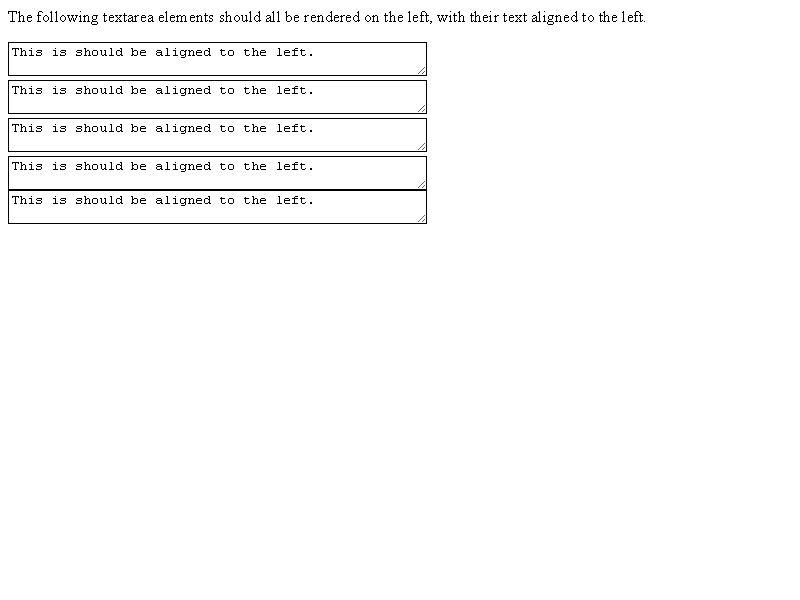 The following textarea elements should all be rendered on the left, with their text aligned to the left.
This is should be aligned to the left.
This is should be aligned to the left.
This is should be aligned to the left.
This is should be aligned to the left.
This is should be aligned to the left.